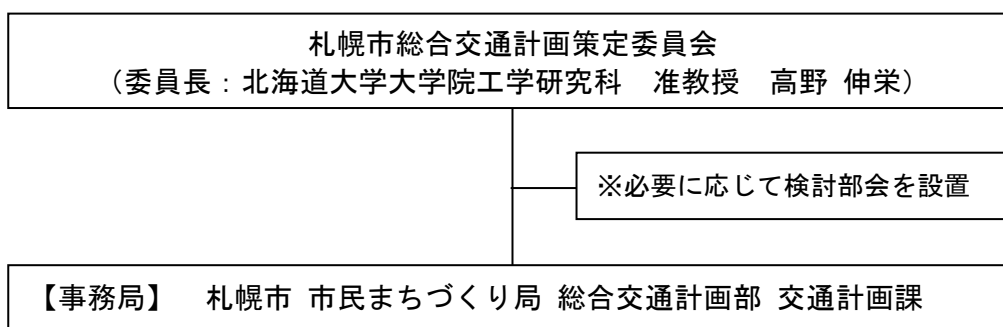 札幌市総合交通計画策定委員会
（委員長：北海道大学大学院工学研究科　准教授　高野 伸栄）
※必要に応じて検討部会を設置
【事務局】　札幌市 市民まちづくり局 総合交通計画部 交通計画課